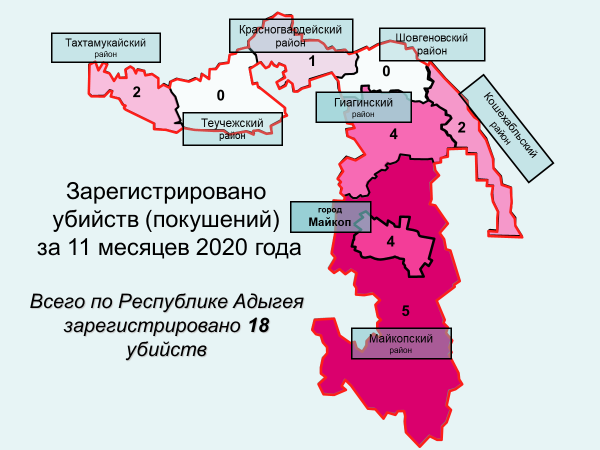 Тахтамукайский
район
Красногвардейский
район
Шовгеновский
район
1
0
2
0
Гиагинский
район
Кошехабльский
район
Теучежский
район
4
2
Зарегистрировано
убийств (покушений)
за 11 месяцев 2020 года
город
Майкоп
4
Всего по Республике Адыгея
зарегистрировано 18
убийств
5
Майкопский
район